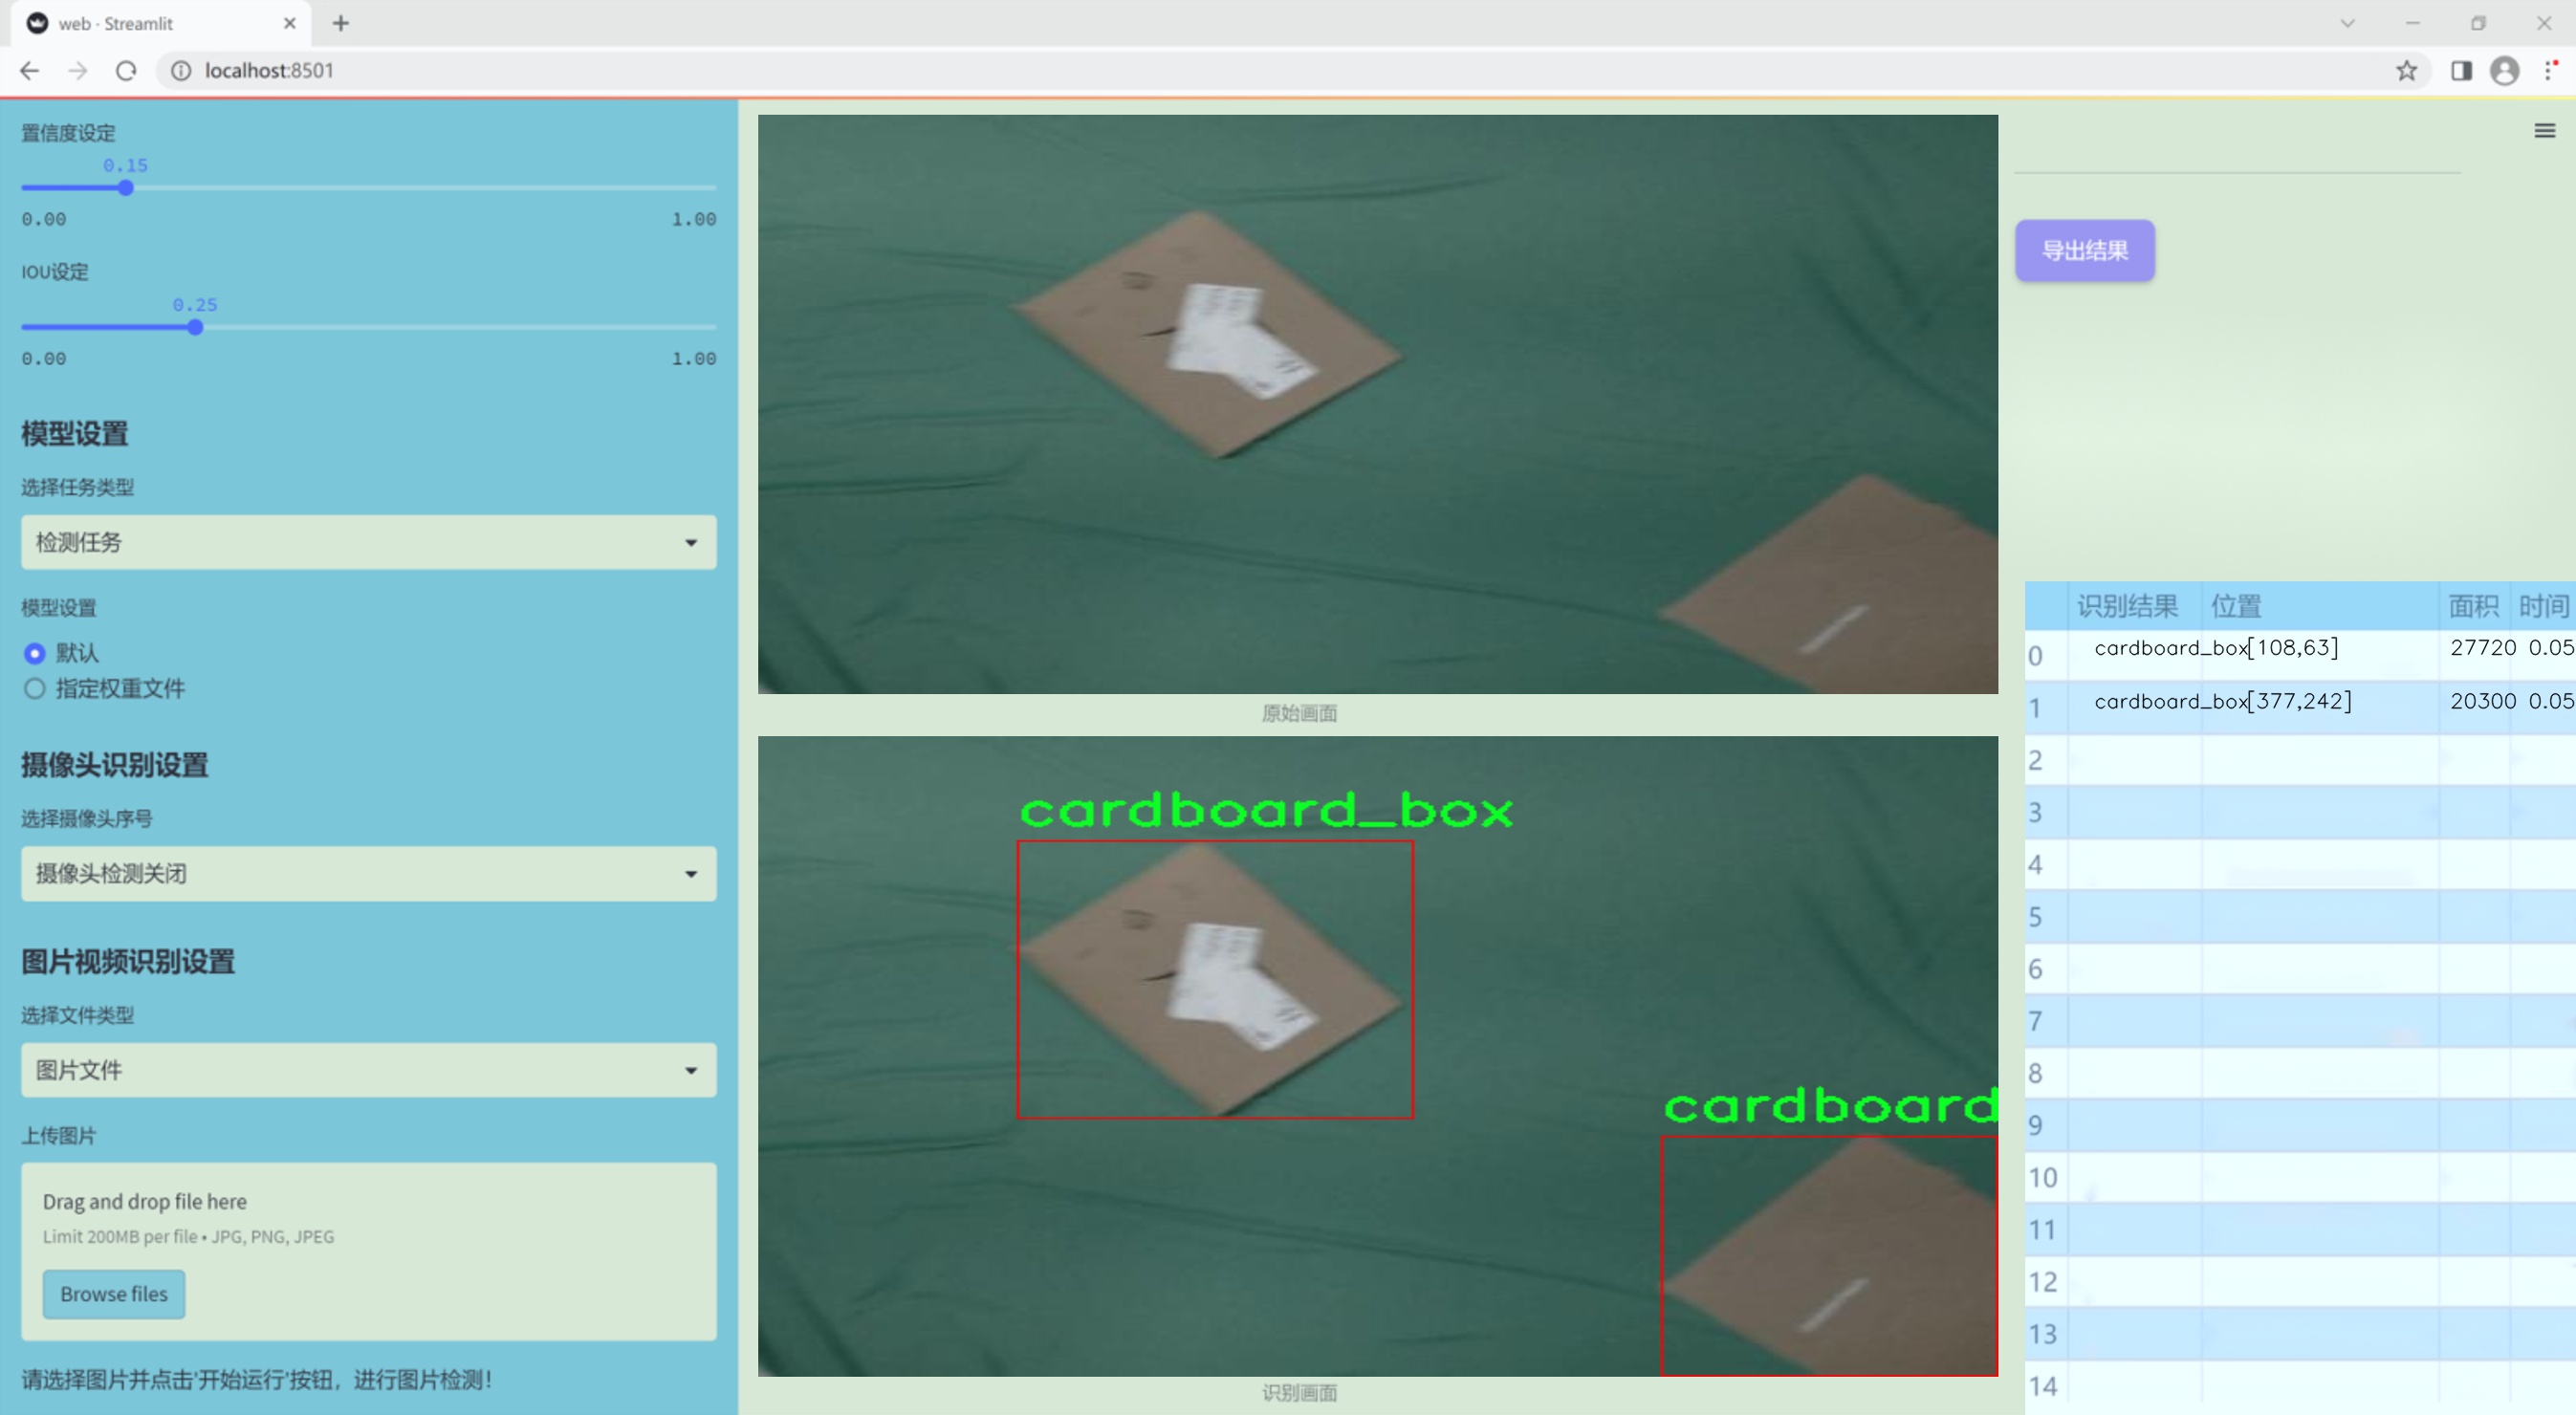 web · Streamlit
localhost:8501
置信度设定
0.15
0.00
1.00
IOU设定
0.25
0.00
1.00
模型设置
选择任务类型
检测任务
模型设置
默认
指定权重文件
摄像头识别设置
选择摄像头序号
摄像头检测关闭
图片视频识别设置
选择文件类型
图片文件
上传图片
Drag and drop file here
Limit 200MB per file • JPG, PNG, JPEG
Browse files
请选择图片并点击'开始运行'按钮，进行图片检测！
原始画面
cardboard_box
cardboard
识别画面
导出结果
识别结果 位置 面积 时间
0 cardboard_box[108,63] 27720 0.05
1 cardboard_box[377,242] 20300 0.05
2
3
4
5
6
7
8
9
10
11
12
13
14